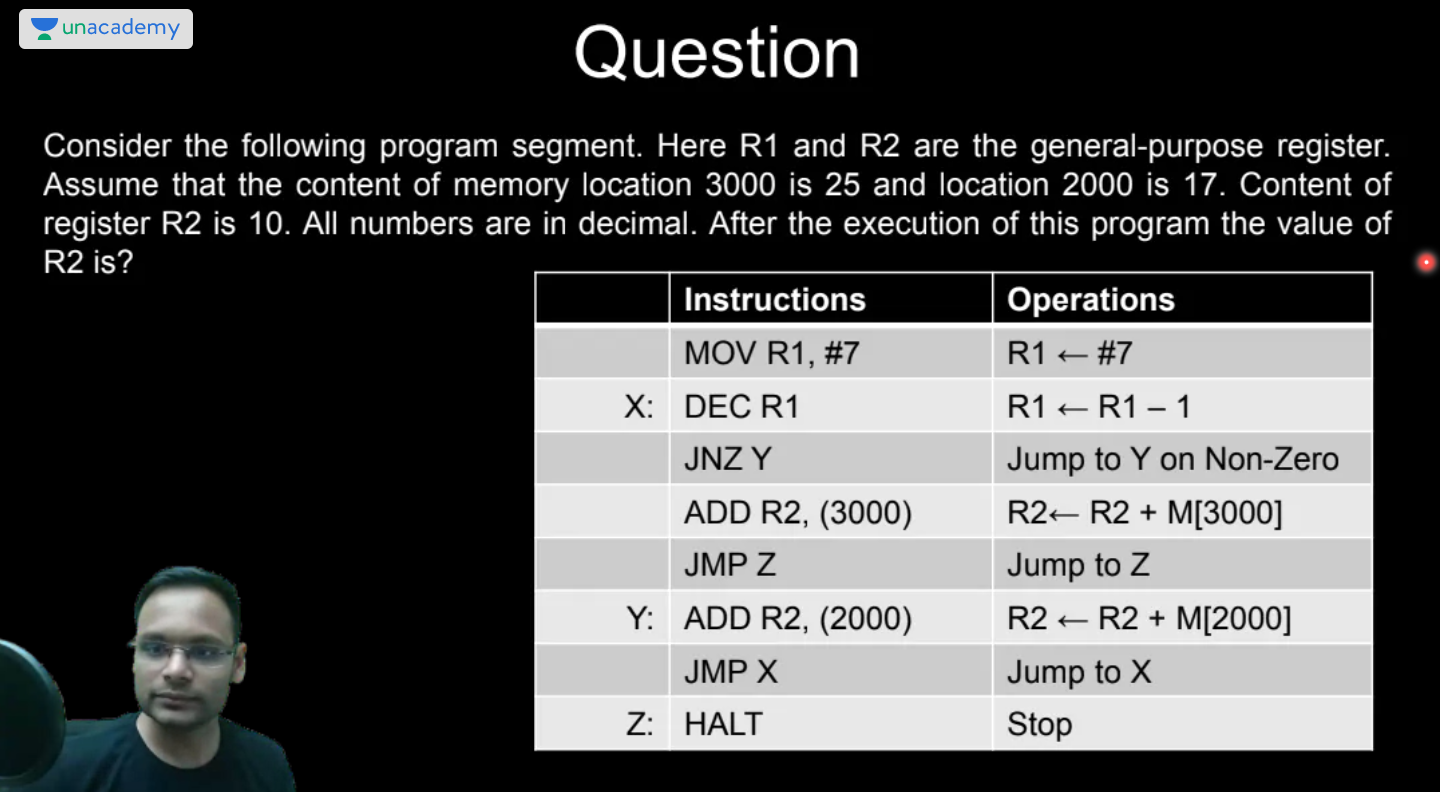 unacademy
Question
Consider the following program segment. Here R1 and R2 are the general-purpose register.
Assume that the content of memory location 3000 is 25 and location 2000 is 17. Content of
register R2 is 10. All numbers are in decimal. After the execution of this program the value of
R2 is?
Instructions Operations
MOV R1, #7 R1 ← #7
X: DEC R1 R1 ← R1 – 1
JNZ Y Jump to Y on Non-Zero
ADD R2, (3000) R2← R2 + M[3000]
JMP Z Jump to Z
Y: ADD R2, (2000) R2 ← R2 + M[2000]
JMP X Jump to X
Z: HALT Stop